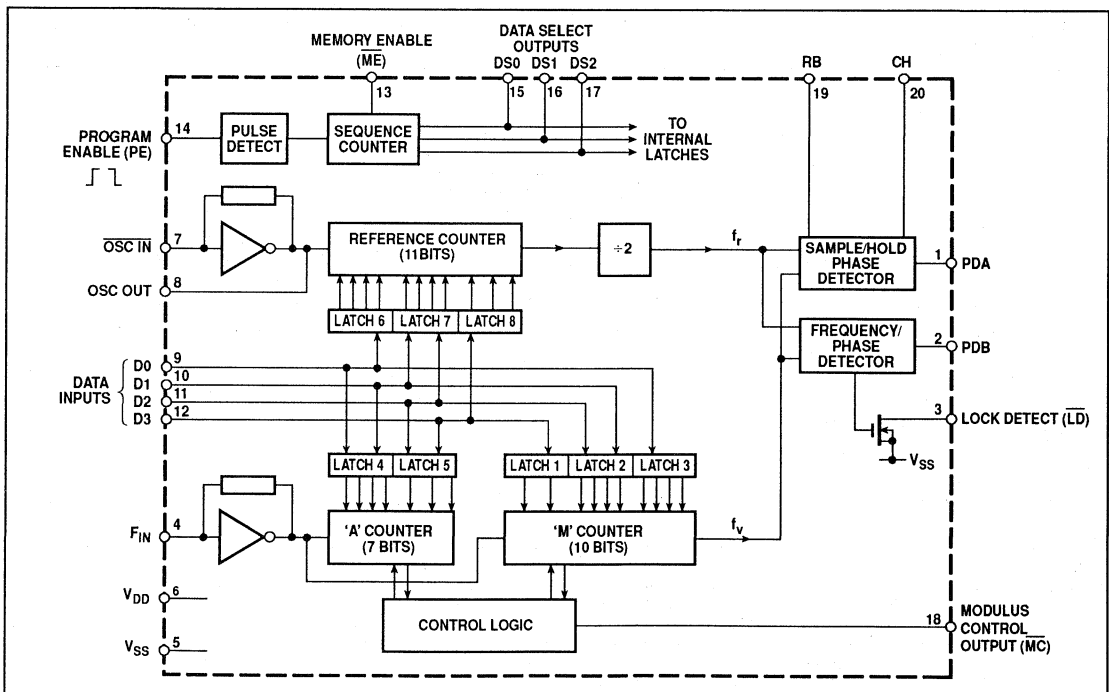 MEMORY ENABLE
(ME)
13
DATA SELECT
OUTPUTS
DS0 DS1 DS2
15 16 17
RB
19
CH
20
PROGRAM
ENABLE (PE)
14
PULSE
DETECT
SEQUENCE
COUNTER
TO
INTERNAL
LATCHES
OSC IN
7
OSC OUT
8
REFERENCE COUNTER
(11BITS)
÷2
fr
SAMPLE/HOLD
PHASE
DETECTOR
1
PDA
LATCH 6 LATCH 7 LATCH 8
FREQUENCY/
PHASE
DETECTOR
2
PDB
DATA
INPUTS
D0 9
D1 10
D2 11
D3 12
3
LOCK DETECT (LD)
VSS
LATCH 4 LATCH 5
LATCH 1 LATCH 2 LATCH 3
FIN
4
'A' COUNTER
(7 BITS)
'M' COUNTER
(10 BITS)
fv
VDD
6
VSS
5
CONTROL LOGIC
18
MODULUS
CONTROL
OUTPUT (MC)